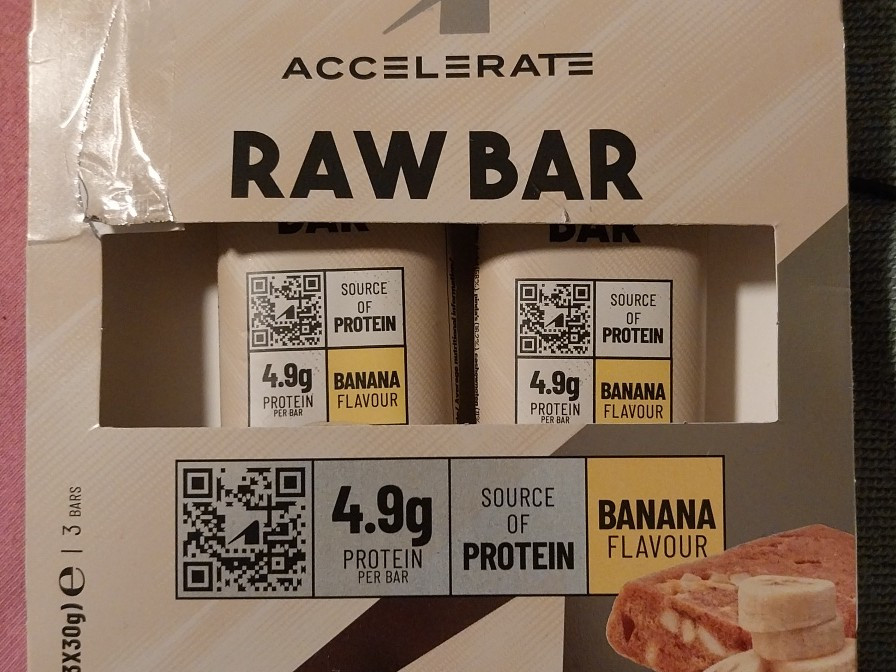 ACCELERATE
RAW BAR
BAR
SOURCE
OF
PROTEIN
4.9g
PROTEIN
PER BAR
BANANA
FLAVOUR
BAR
SOURCE
OF
PROTEIN
4.9g
PROTEIN
PER BAR
BANANA
FLAVOUR
4.9g
PROTEIN
PER BAR
SOURCE
OF
PROTEIN
BANANA
FLAVOUR
3X30g) e | 3 BARS